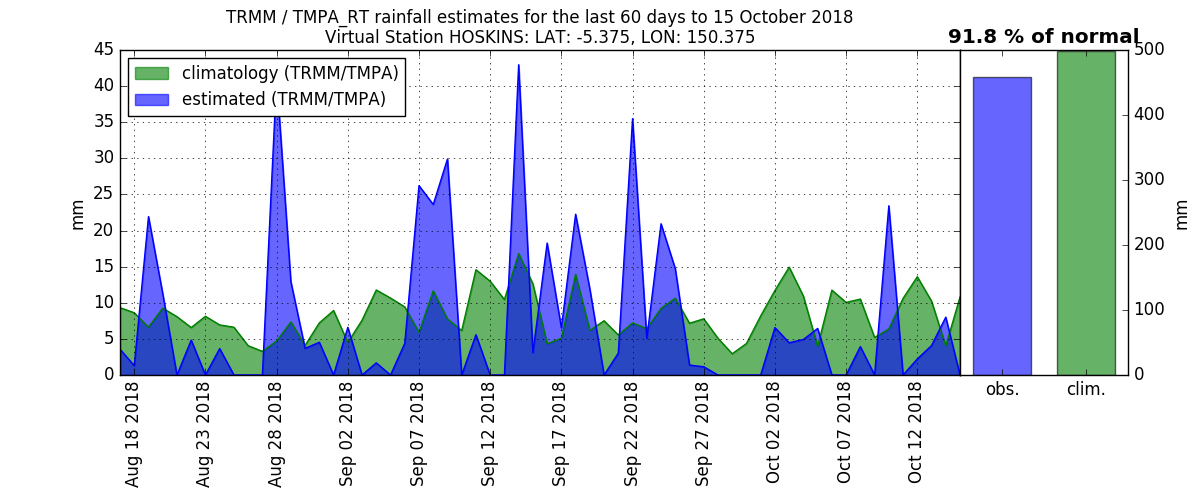 TRMM / TMPA_RT rainfall estimates for the last 60 days to 15 October 2018
Virtual Station HOSKINS: LAT: -5.375, LON: 150.375
91.8 % of normal
climatology (TRMM/TMPA)
estimated (TRMM/TMPA)
45
40
35
30
25
20
15
10
5
0
mm
Aug 18 2018
Aug 23 2018
Aug 28 2018
Sep 02 2018
Sep 07 2018
Sep 12 2018
Sep 17 2018
Sep 22 2018
Sep 27 2018
Oct 02 2018
Oct 07 2018
Oct 12 2018
obs.
clim.
500
400
300
200
100
0
mm